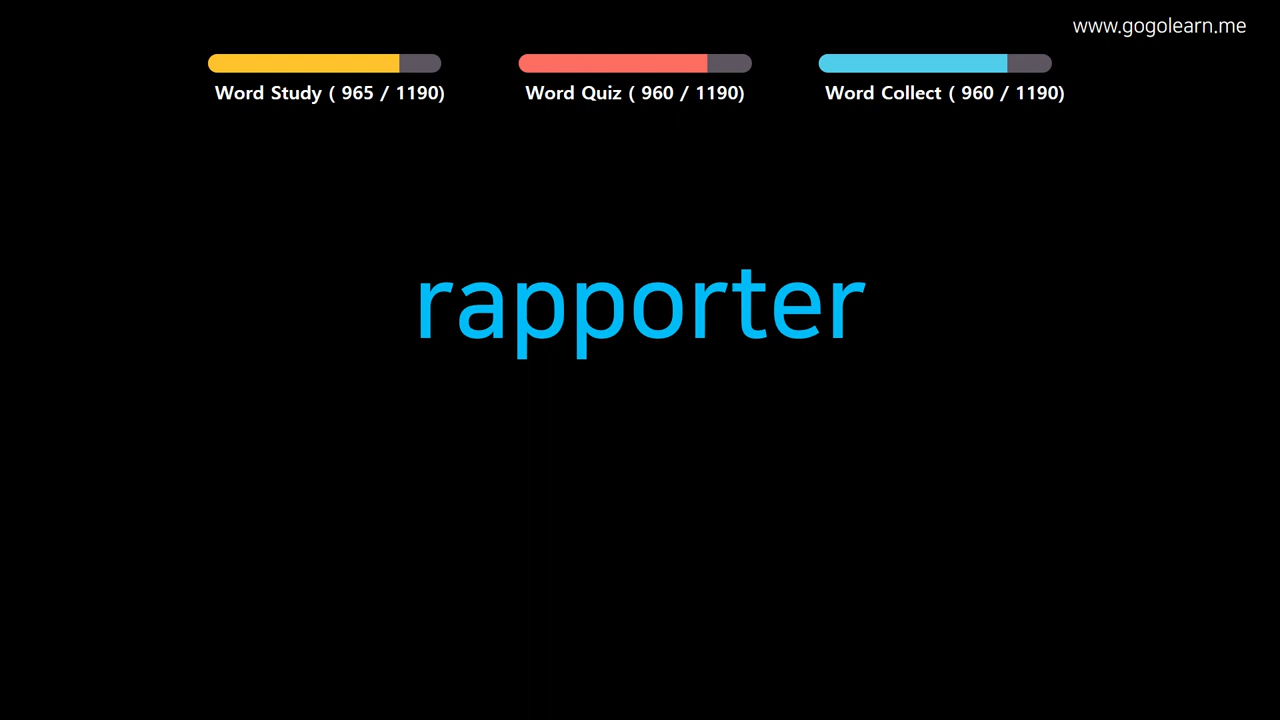 www.gogolearn.me
Word Study ( 965 / 1190)
Word Quiz ( 960 / 1190)
Word Collect ( 960 / 1190)
rapporter